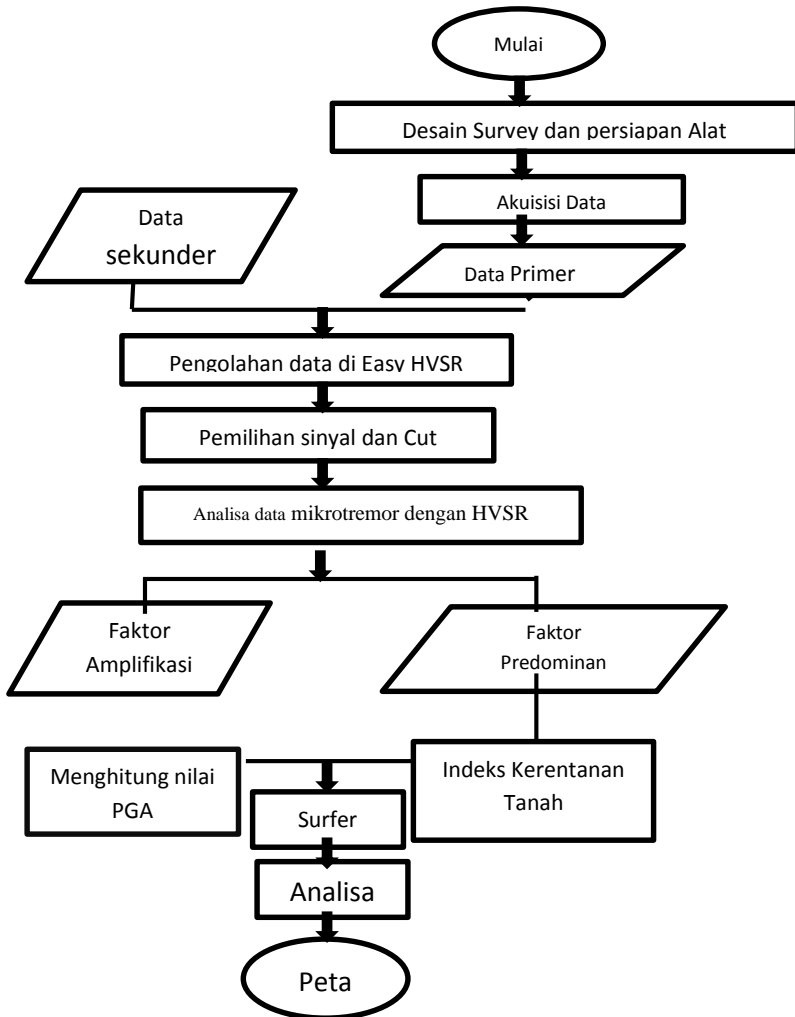 Mulai
Desain Survey dan persiapan Alat
Akuisisi Data
Data
sekunder
Data Primer
Pengolahan data di Easy HVSR
Pemilihan sinyal dan Cut
Analisa data mikrotremor dengan HVSR
Faktor
Amplifikasi
Faktor
Predominan
Menghitung nilai
PGA
Indeks Kerentanan
Tanah
Surfer
Analisa
Peta